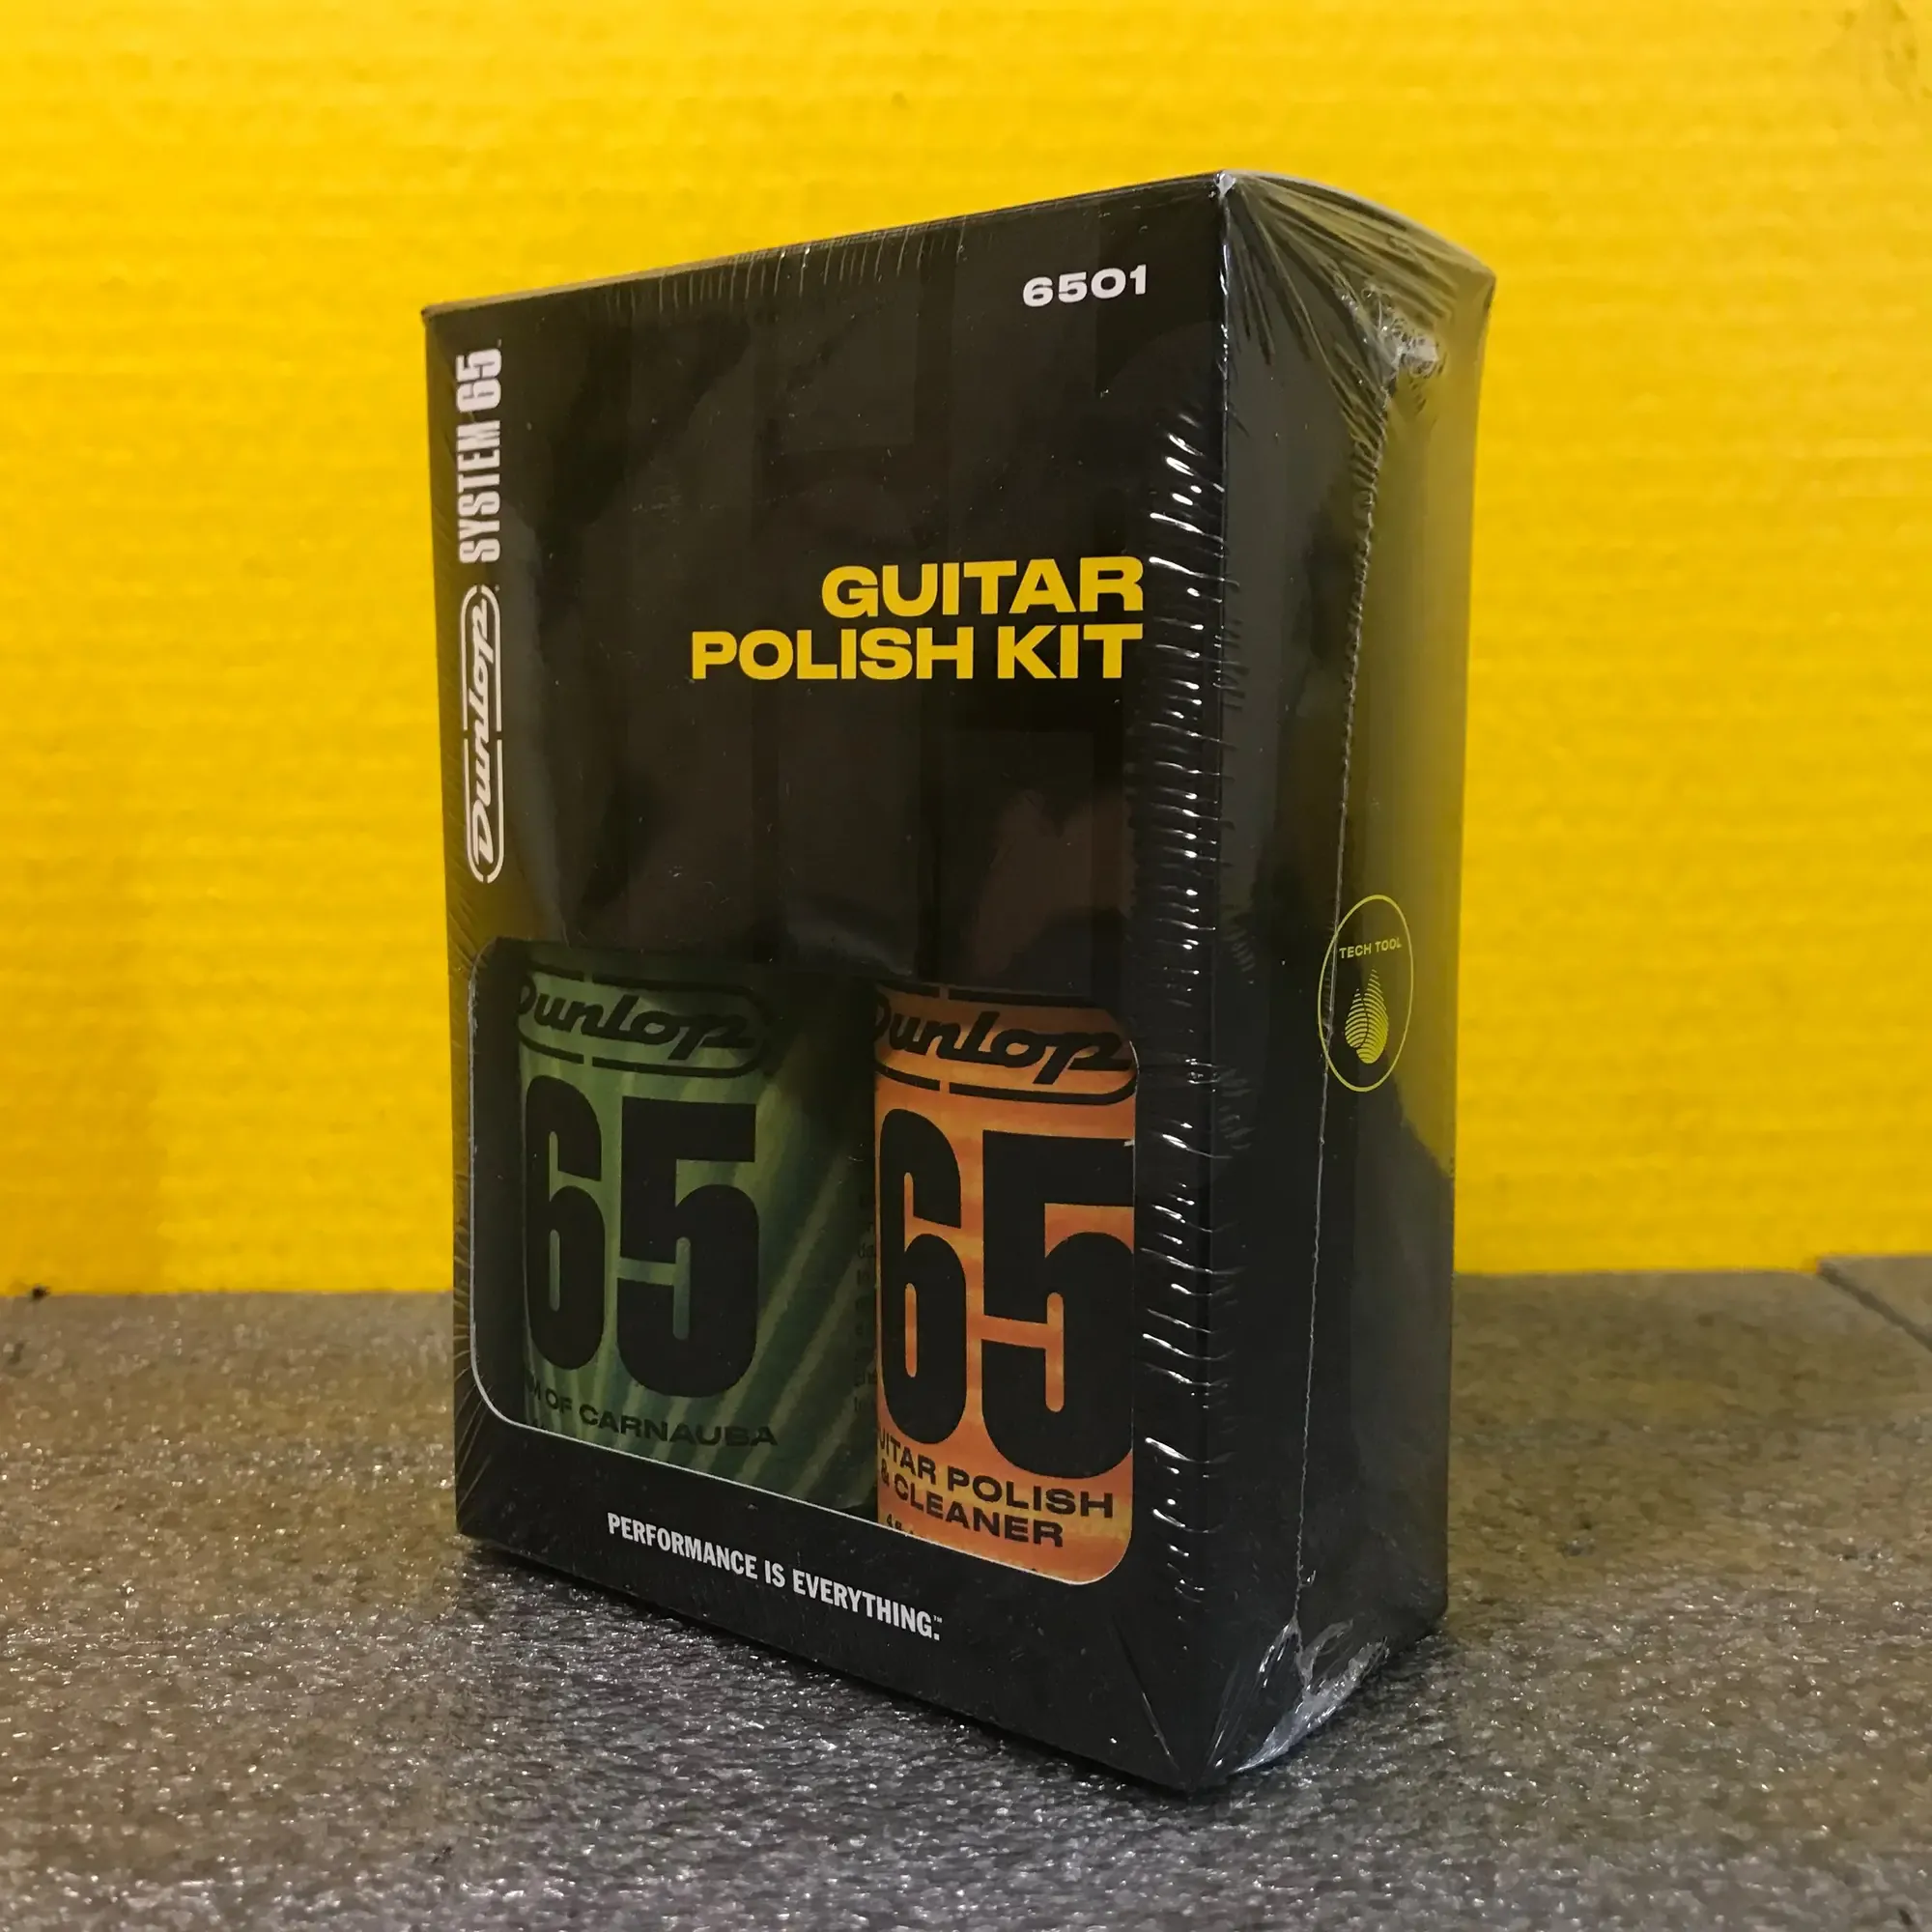 6501
SYSTEM 65
Dunlop
GUITAR
POLISH KIT
TECH TOOL
Dunlop
65
OF CARNAUBA
Dunlop
65
POLISH
& CLEANER
PERFORMANCE IS EVERYTHING.™